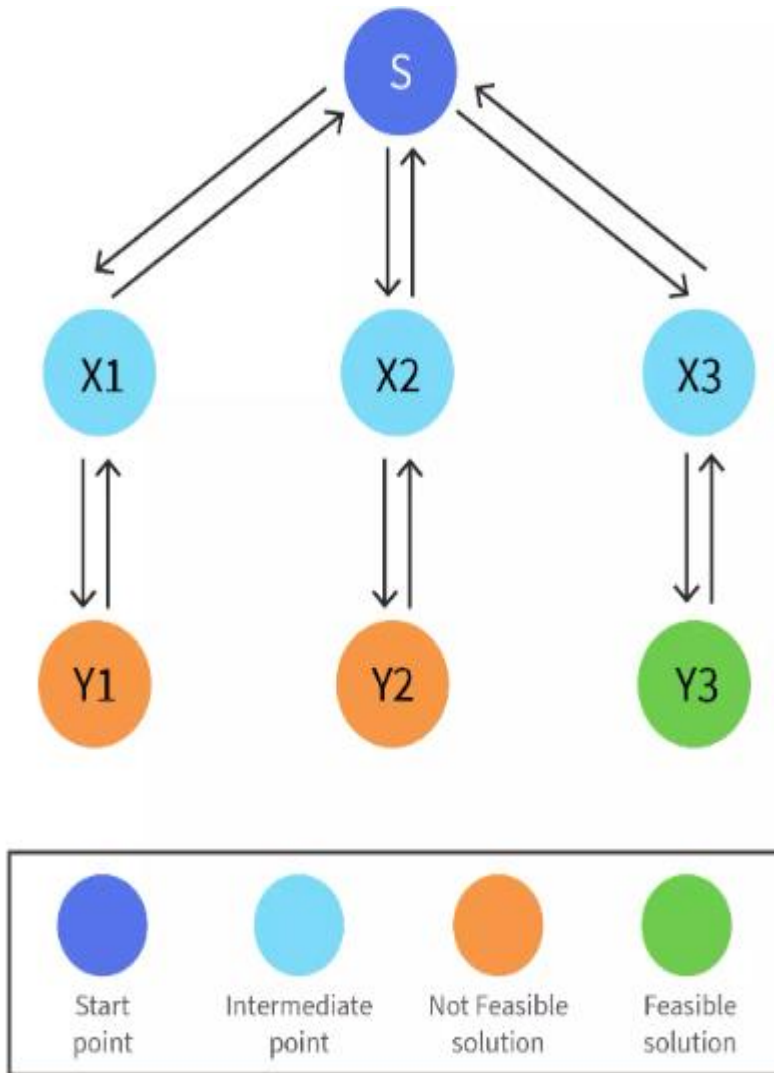 S
X1 X2 X3
Y1 Y2 Y3
Start Intermediate Not Feasible Feasible
point point solution solution